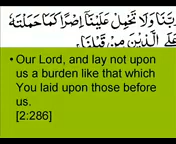 رَبَّنَا وَلَا تَحْمِلْ عَلَيْنَا إِصْرًا كَمَا حَمَلْتَهُ
عَلَى الَّذِينَ مِنْ قَبْلِنَا
• Our Lord, and lay not upon
us a burden like that which
You laid upon those before
us.
[2:286]